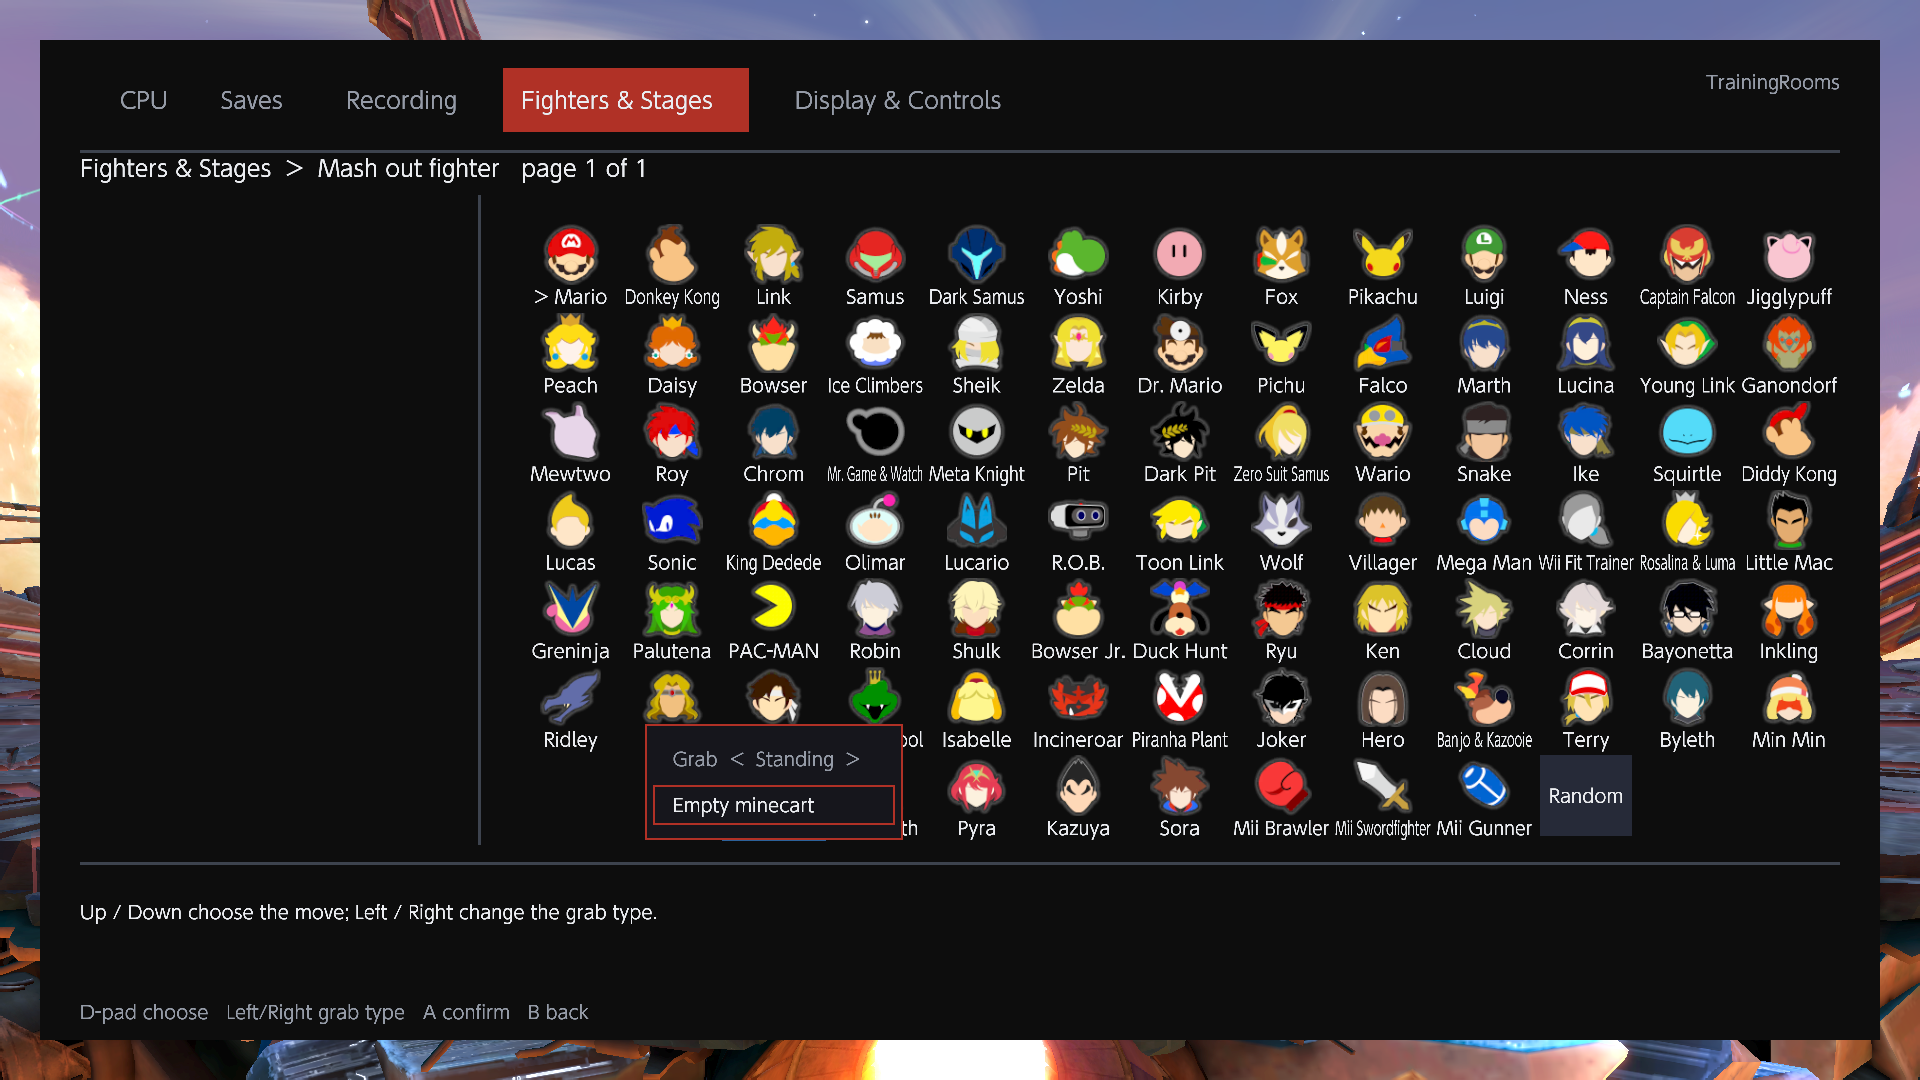 CPU Saves Recording Fighters & Stages Display & Controls TrainingRooms
Fighters & Stages > Mash out fighter page 1 of 1
> Mario Donkey Kong Link Samus Dark Samus Yoshi Kirby Fox Pikachu Luigi Ness Captain Falcon Jigglypuff
Peach Daisy Bowser Ice Climbers Sheik Zelda Dr. Mario Pichu Falco Marth Lucina Young Link Ganondorf
Mewtwo Roy Chrom Mr. Game & Watch Meta Knight Pit Dark Pit Zero Suit Samus Wario Snake Ike Squirtle Diddy Kong
Lucas Sonic King Dedede Olimar Lucario R.O.B. Toon Link Wolf Villager Mega Man Wii Fit Trainer Rosalina & Luma Little Mac
Greninja Palutena PAC-MAN Robin Shulk Bowser Jr. Duck Hunt Ryu Ken Cloud Corrin Bayonetta Inkling
Ridley ool Isabelle Incineroar Piranha Plant Joker Hero Banjo & Kazooie Terry Byleth Min Min
Grab < Standing >
Empty minecart
th Pyra Kazuya Sora Mii Brawler Mii Swordfighter Mii Gunner Random
Up / Down choose the move; Left / Right change the grab type.
D-pad choose Left/Right grab type A confirm B back